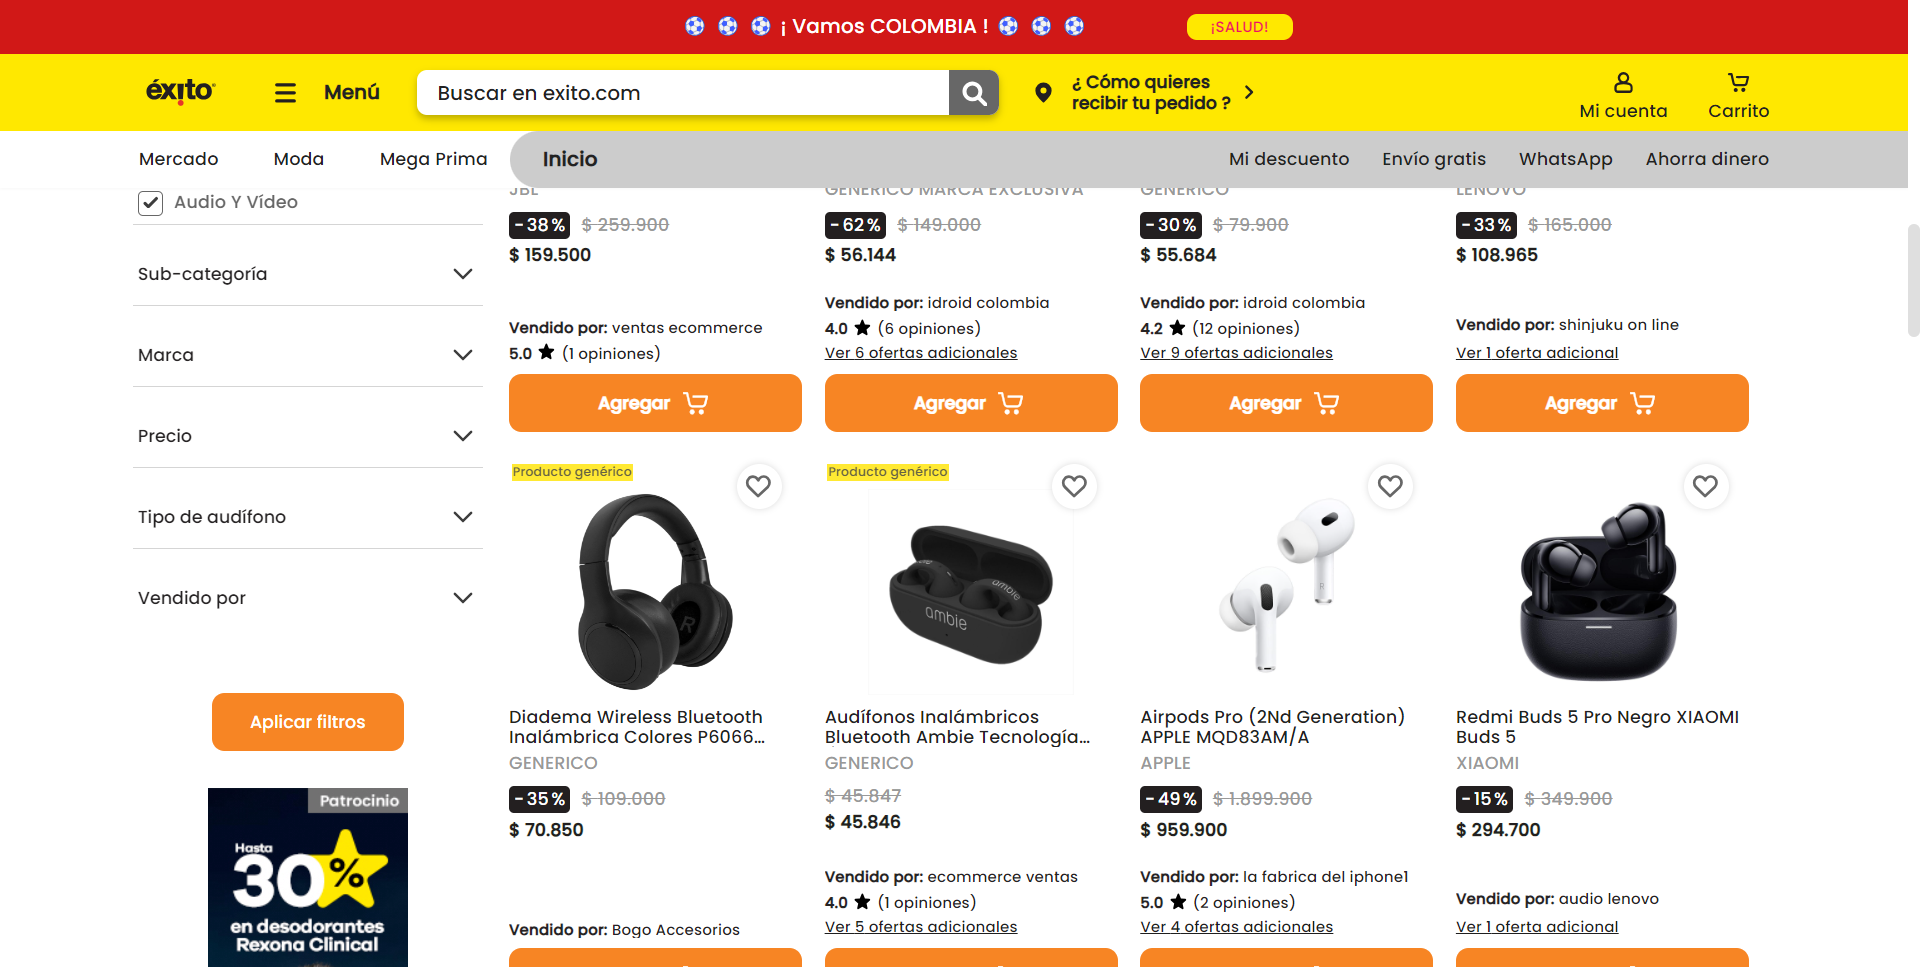 ¡ Vamos COLOMBIA !
¡SALUD!
éxito
Menú
Buscar en exito.com
¿ Cómo quieres
recibir tu pedido ?
Mi cuenta
Carrito
Mercado
Moda
Mega Prima
Inicio
Mi descuento
Envío gratis
WhatsApp
Ahorra dinero
Audio Y Vídeo
Sub-categoría
Marca
Precio
Tipo de audífono
Vendido por
Aplicar filtros
Patrocinio
Hasta
30%
en desodorantes
Rexona Clinical
JBL
-38%
$ 259.900
$ 159.500
Vendido por: ventas ecommerce
5.0 ★ (1 opiniones)
Agregar
GENERICO MARCA EXCLUSIVA
-62%
$ 149.000
$ 56.144
Vendido por: idroid colombia
4.0 ★ (6 opiniones)
Ver 6 ofertas adicionales
Agregar
GENERICO
-30%
$ 79.900
$ 55.684
Vendido por: idroid colombia
4.2 ★ (12 opiniones)
Ver 9 ofertas adicionales
Agregar
LENOVO
-33%
$ 165.000
$ 108.965
Vendido por: shinjuku on line
Ver 1 oferta adicional
Agregar
Producto genérico
R
Diadema Wireless Bluetooth
Inalámbrica Colores P6066...
GENERICO
-35%
$ 109.000
$ 70.850
Vendido por: Bogo Accesorios
Producto genérico
ambie
ambie
Audífonos Inalámbricos
Bluetooth Ambie Tecnología...
GENERICO
$ 45.847
$ 45.846
Vendido por: ecommerce ventas
4.0 ★ (1 opiniones)
Ver 5 ofertas adicionales
Airpods Pro (2Nd Generation)
APPLE MQD83AM/A
APPLE
-49%
$ 1.899.900
$ 959.900
Vendido por: la fabrica del iphone1
5.0 ★ (2 opiniones)
Ver 4 ofertas adicionales
Redmi Buds 5 Pro Negro XIAOMI
Buds 5
XIAOMI
-15%
$ 349.900
$ 294.700
Vendido por: audio lenovo
Ver 1 oferta adicional